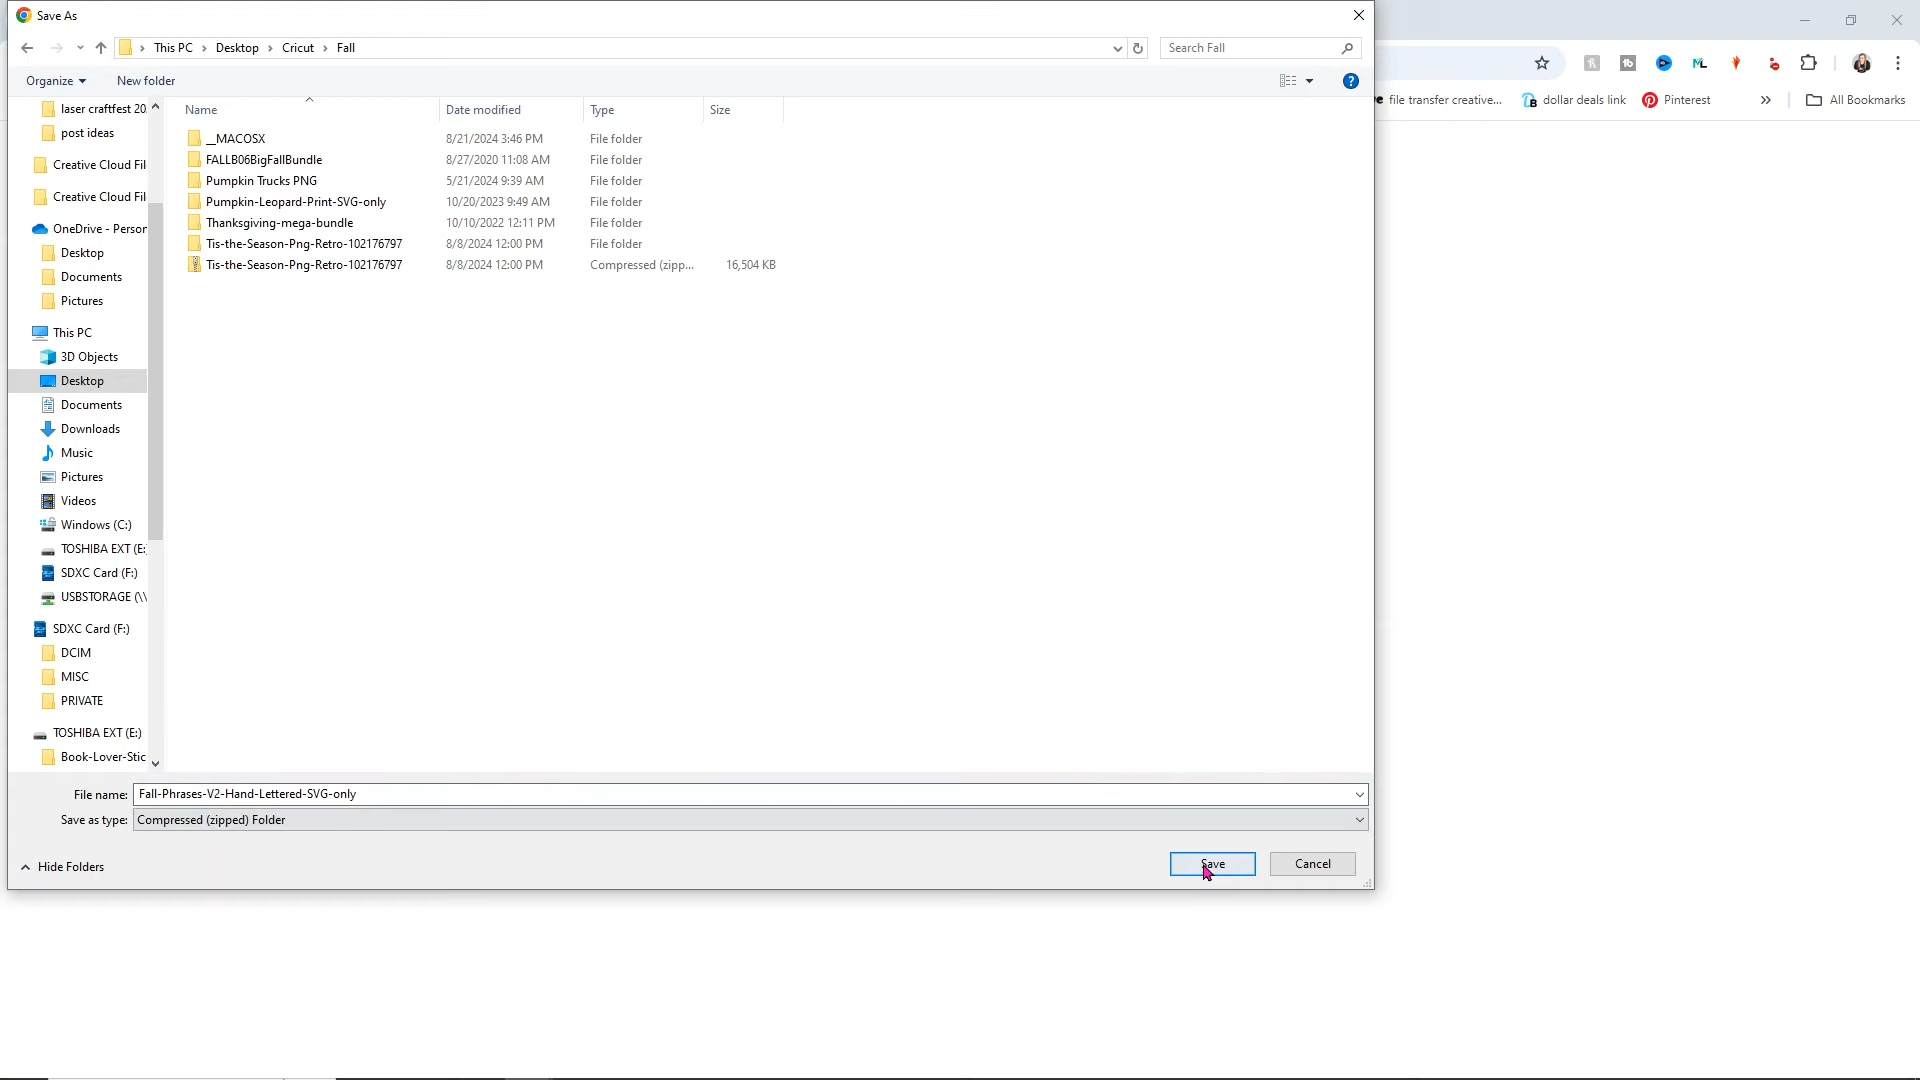 Save As
This PC > Desktop > Cricut > Fall
Search Fall
Organize
New folder
file transfer creative...
dollar deals link
Pinterest
»
All Bookmarks
Name
Date modified
Type
Size
__MACOSX 8/21/2024 3:46 PM File folder
FALLB06BigFallBundle 8/27/2020 11:08 AM File folder
Pumpkin Trucks PNG 5/21/2024 9:39 AM File folder
Pumpkin-Leopard-Print-SVG-only 10/20/2023 9:49 AM File folder
Thanksgiving-mega-bundle 10/10/2022 12:11 PM File folder
Tis-the-Season-Png-Retro-102176797 8/8/2024 12:00 PM File folder
Tis-the-Season-Png-Retro-102176797 8/8/2024 12:00 PM Compressed (zipp... 16,504 KB
laser craftfest 20
post ideas
Creative Cloud Fil
Creative Cloud Fil
OneDrive - Person
Desktop
Documents
Pictures
This PC
3D Objects
Desktop
Documents
Downloads
Music
Pictures
Videos
Windows (C:)
TOSHIBA EXT (E:
SDXC Card (F:)
USBSTORAGE (\\
SDXC Card (F:)
DCIM
MISC
PRIVATE
TOSHIBA EXT (E:)
Book-Lover-Stic
File name: Fall-Phrases-V2-Hand-Lettered-SVG-only
Save as type: Compressed (zipped) Folder
Hide Folders
Save
Cancel